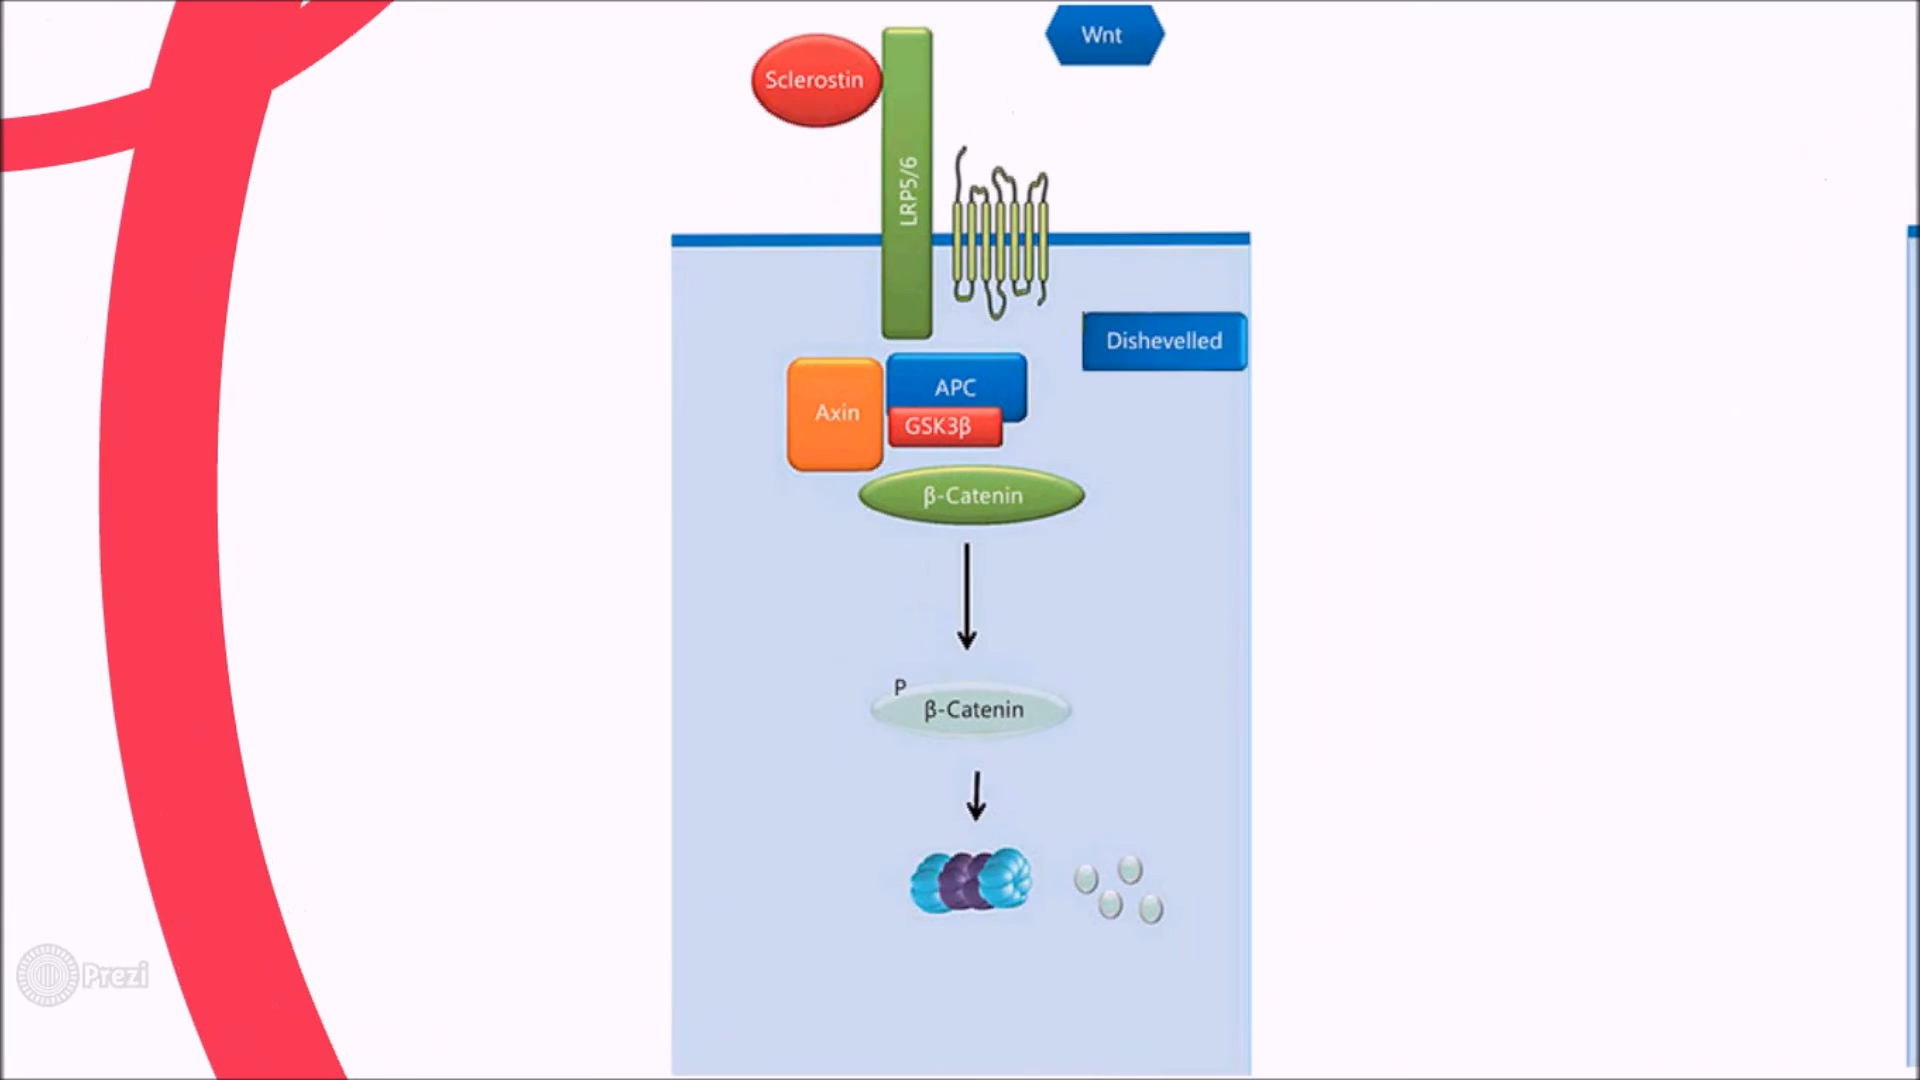 Wnt
Sclerostin
LRP5/6
Dishevelled
APC
Axin
GSK3β
β-Catenin
P
β-Catenin
Prezi